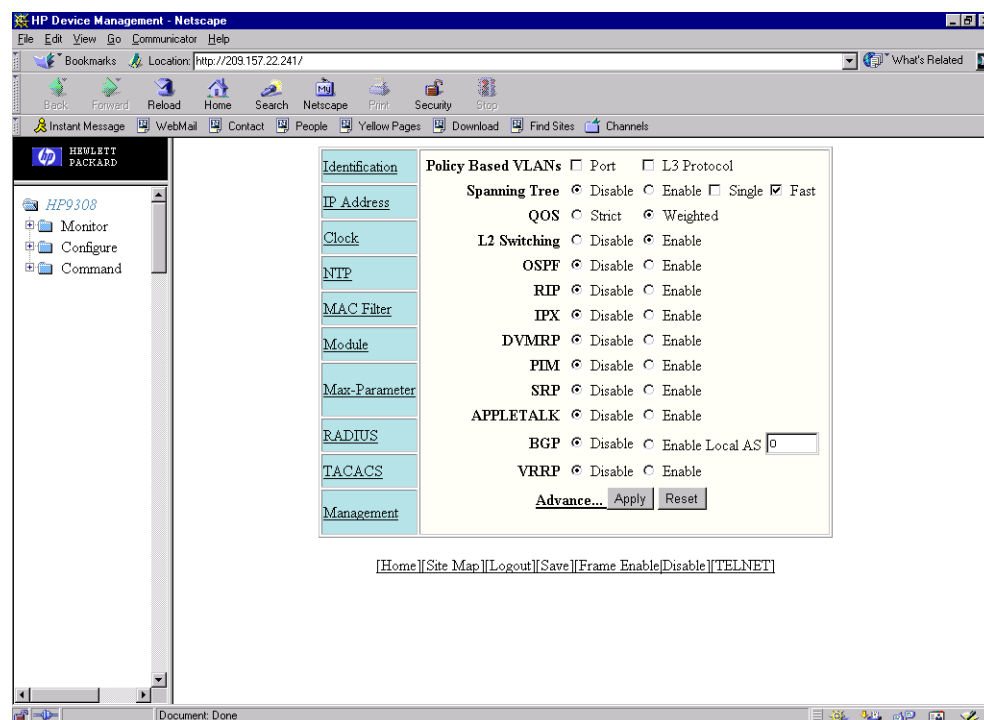 HP Device Management - Netscape
File Edit View Go Communicator Help
Bookmarks Location: http://209.157.22.241/ What's Related
Back Forward Reload Home Search Netscape Print Security Stop
My
Instant Message WebMail Contact People Yellow Pages Download Find Sites Channels
hp HEWLETT PACKARD
HP9308
Monitor
Configure
Command
Identification
IP Address
Clock
NTP
MAC Filter
Module
Max-Parameter
RADIUS
TACACS
Management
Policy Based VLANs Port L3 Protocol
Spanning Tree Disable Enable Single Fast
QOS Strict Weighted
L2 Switching Disable Enable
OSPF Disable Enable
RIP Disable Enable
IPX Disable Enable
DVMRP Disable Enable
PIM Disable Enable
SRP Disable Enable
APPLETALK Disable Enable
BGP Disable Enable Local AS 0
VRRP Disable Enable
Advance... Apply Reset
[Home][Site Map][Logout][Save][Frame Enable|Disable][TELNET]
Document: Done